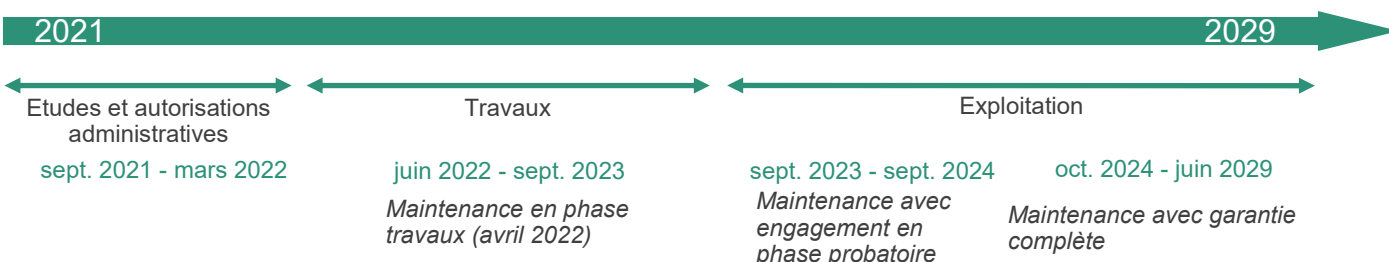 2021
2029
Etudes et autorisations
administratives
sept. 2021 - mars 2022
Travaux
juin 2022 - sept. 2023
Maintenance en phase
travaux (avril 2022)
Exploitation
sept. 2023 - sept. 2024
Maintenance avec
engagement en
phase probatoire
oct. 2024 - juin 2029
Maintenance avec garantie
complète